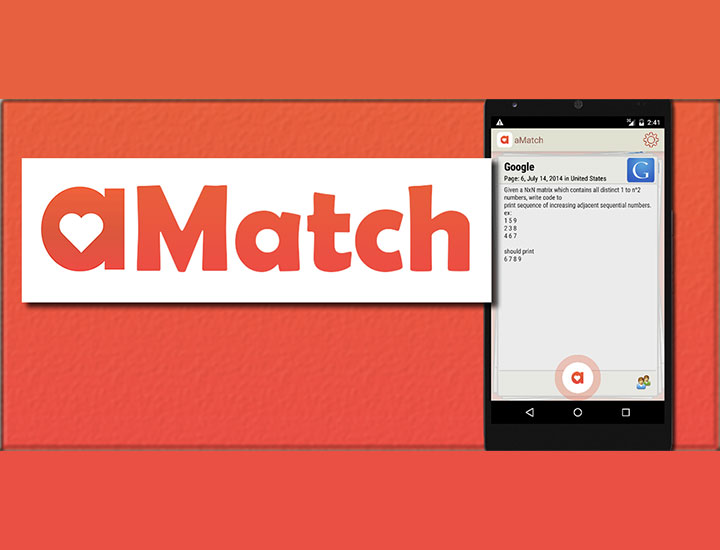 aMatch
2:41
aMatch
Google
G
Page: 6, July 14, 2014 in United States
Given a NxN matrix which contains all distinct 1 to n^2
numbers, write code to
print sequence of increasing adjacent sequential numbers.
ex:
1 5 9
2 3 8
4 6 7
should print
6 7 8 9
a